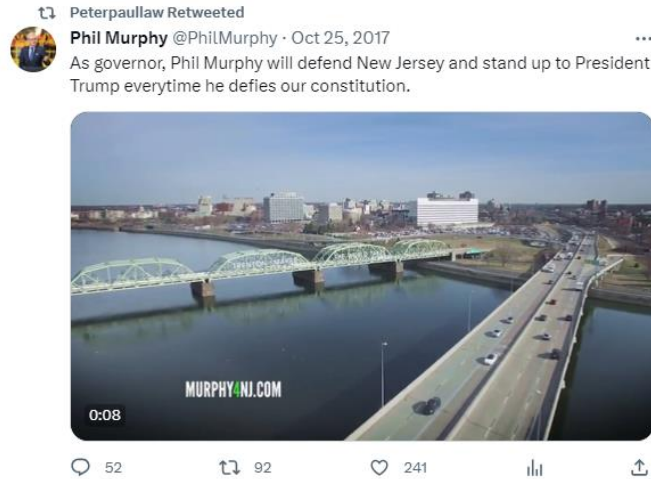 Peterpaullaw Retweeted
Phil Murphy @PhilMurphy · Oct 25, 2017
As governor, Phil Murphy will defend New Jersey and stand up to President
Trump everytime he defies our constitution.
MURPHY4NJ.COM
0:08
52 92 241